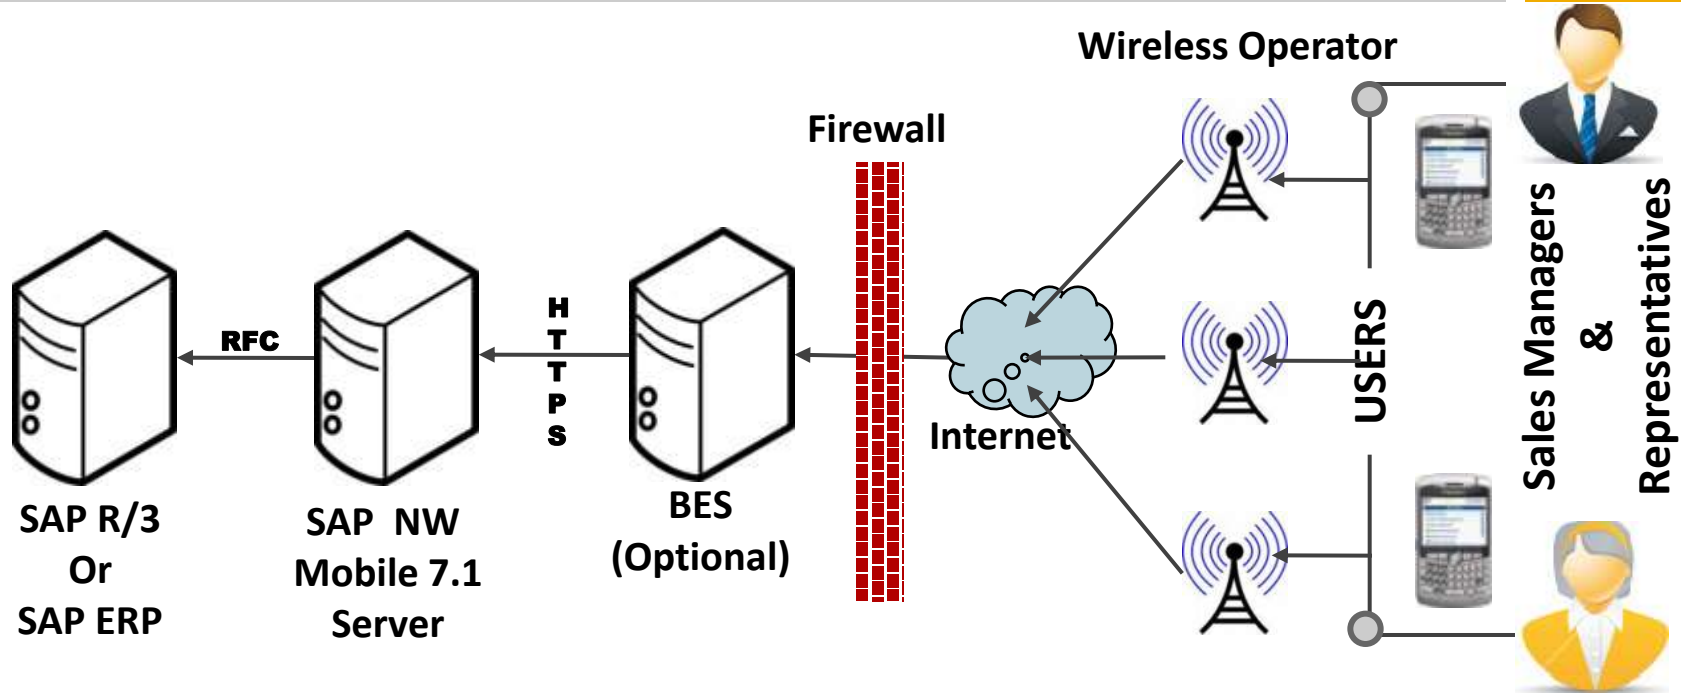 Wireless Operator
Firewall
RFC
HTTPS
Internet
USERS
Sales Managers
&
Representatives
SAP R/3
Or
SAP ERP
SAP NW
Mobile 7.1
Server
BES
(Optional)